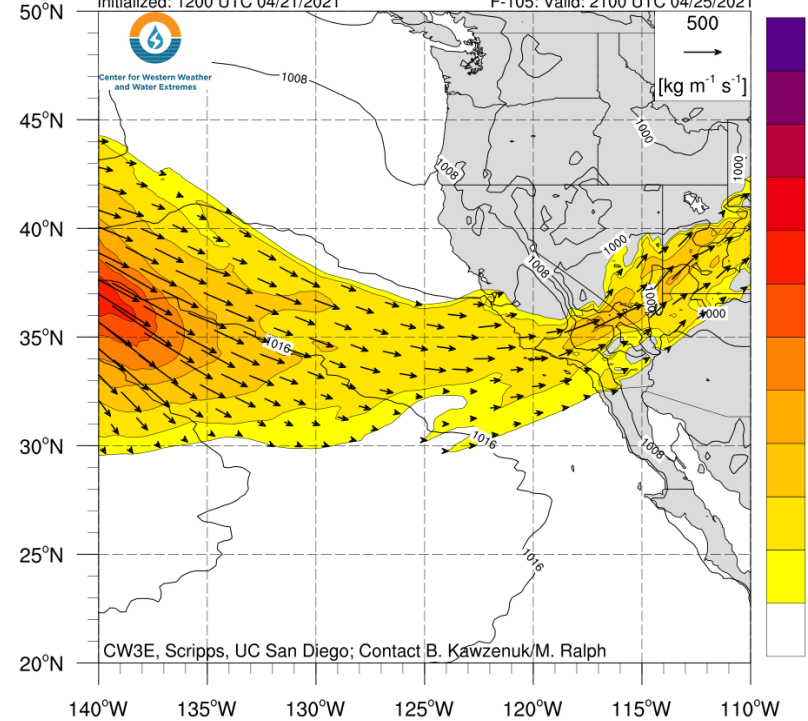 Initialized: 1200 UTC 04/21/2021
F-105: Valid: 2100 UTC 04/25/2021
50°N
500
[kg m⁻¹ s⁻¹]
Center for Western Weather
and Water Extremes
1008
45°N
1000
1008
1000
40°N
1000
1008
1000
1000
35°N
1016
30°N
1016
1008
25°N
1016
CW3E, Scripps, UC San Diego; Contact B. Kawzenuk/M. Ralph
20°N
140°W
135°W
130°W
125°W
120°W
115°W
110°W